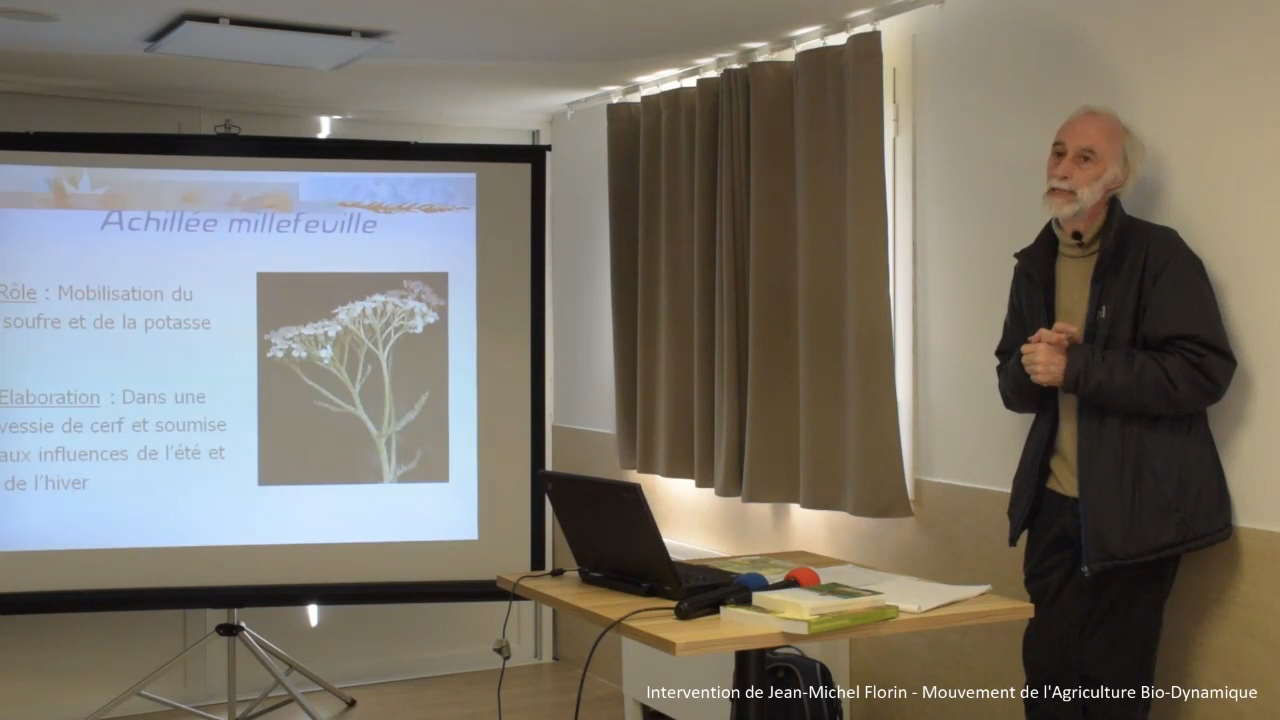 Achillée millefeuille
Rôle : Mobilisation du
soufre et de la potasse
Elaboration : Dans une
vessie de cerf et soumise
aux influences de l'été et
de l'hiver
Intervention de Jean-Michel Florin - Mouvement de l'Agriculture Bio-Dynamique